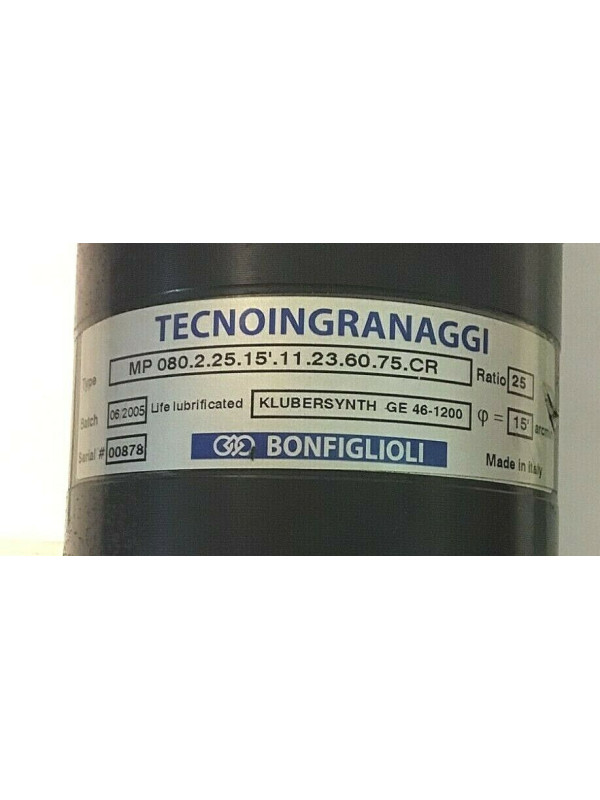 TECNOINGRANAGGI
Type MP 080.2.25.15'.11.23.60.75.CR Ratio 25
Batch 06/2005 Life lubrificated KLUBERSYNTH GE 46-1200 φ = 15'
Serial # 00878 BONFIGLIOLI Made in Italy